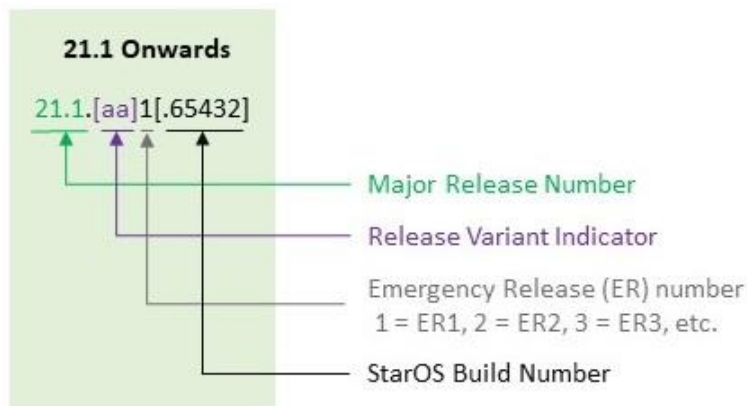 21.1 Onwards
21.1.[aa]1[.65432]
Major Release Number
Release Variant Indicator
Emergency Release (ER) number
1 = ER1, 2 = ER2, 3 = ER3, etc.
StarOS Build Number